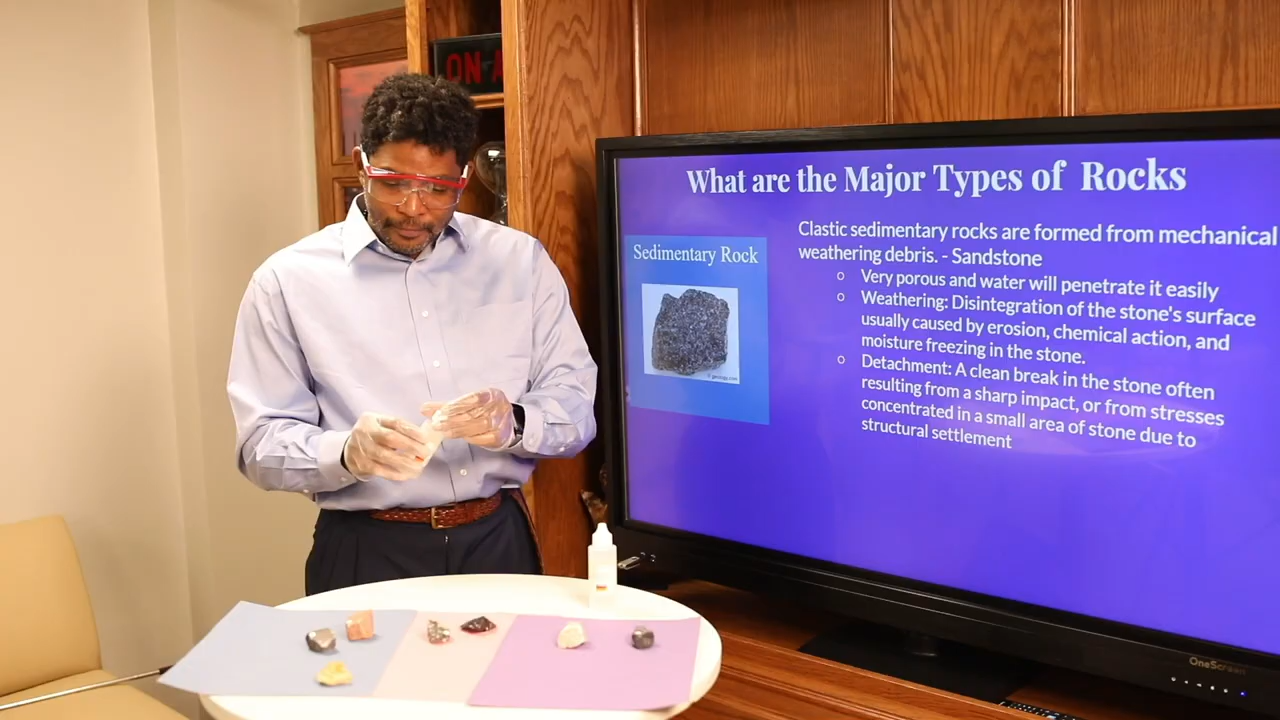 ON A
What are the Major Types of Rocks
Sedimentary Rock
Clastic sedimentary rocks are formed from mechanical
weathering debris. - Sandstone
o Very porous and water will penetrate it easily
o Weathering: Disintegration of the stone's surface
usually caused by erosion, chemical action, and
moisture freezing in the stone.
o Detachment: A clean break in the stone often
resulting from a sharp impact, or from stresses
concentrated in a small area of stone due to
structural settlement
© geology.com
OneScreen